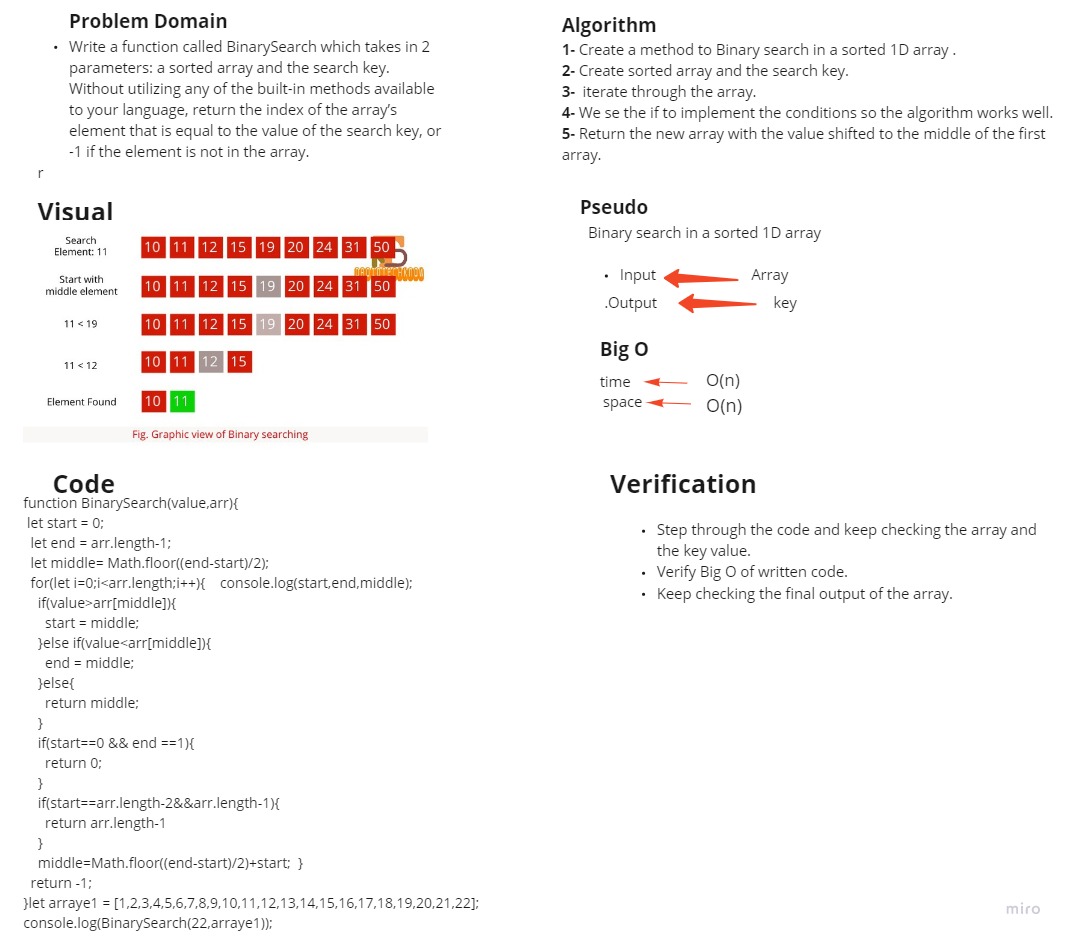 Problem Domain
• Write a function called BinarySearch which takes in 2
parameters: a sorted array and the search key.
Without utilizing any of the built-in methods available
to your language, return the index of the array's
element that is equal to the value of the search key, or
-1 if the element is not in the array.
r
Visual
Search
Element: 11
10 11 12 15 19 20 24 31 50
Start with
middle element
10 11 12 15 19 20 24 31 50
11 < 19
10 11 12 15 19 20 24 31 50
11 < 12
10 11 12 15
Element Found
10 11
Fig. Graphic view of Binary searching
Code
function BinarySearch(value,arr){
let start = 0;
let end = arr.length-1;
let middle= Math.floor((end-start)/2);
for(let i=0;i<arr.length;i++){ console.log(start,end,middle);
if(value>arr[middle]){
start = middle;
}else if(value<arr[middle]){
end = middle;
}else{
return middle;
}
if(start==0 && end ==1){
return 0;
}
if(start==arr.length-2&&arr.length-1){
return arr.length-1
}
middle=Math.floor((end-start)/2)+start; }
return -1;
}let arraye1 = [1,2,3,4,5,6,7,8,9,10,11,12,13,14,15,16,17,18,19,20,21,22];
console.log(BinarySearch(22,arraye1));
Algorithm
1- Create a method to Binary search in a sorted 1D array .
2- Create sorted array and the search key.
3- iterate through the array.
4- We se the if to implement the conditions so the algorithm works well.
5- Return the new array with the value shifted to the middle of the first
array.
Pseudo
Binary search in a sorted 1D array
• Input Array
.Output key
Big O
time O(n)
space O(n)
Verification
• Step through the code and keep checking the array and
the key value.
• Verify Big O of written code.
• Keep checking the final output of the array.
miro